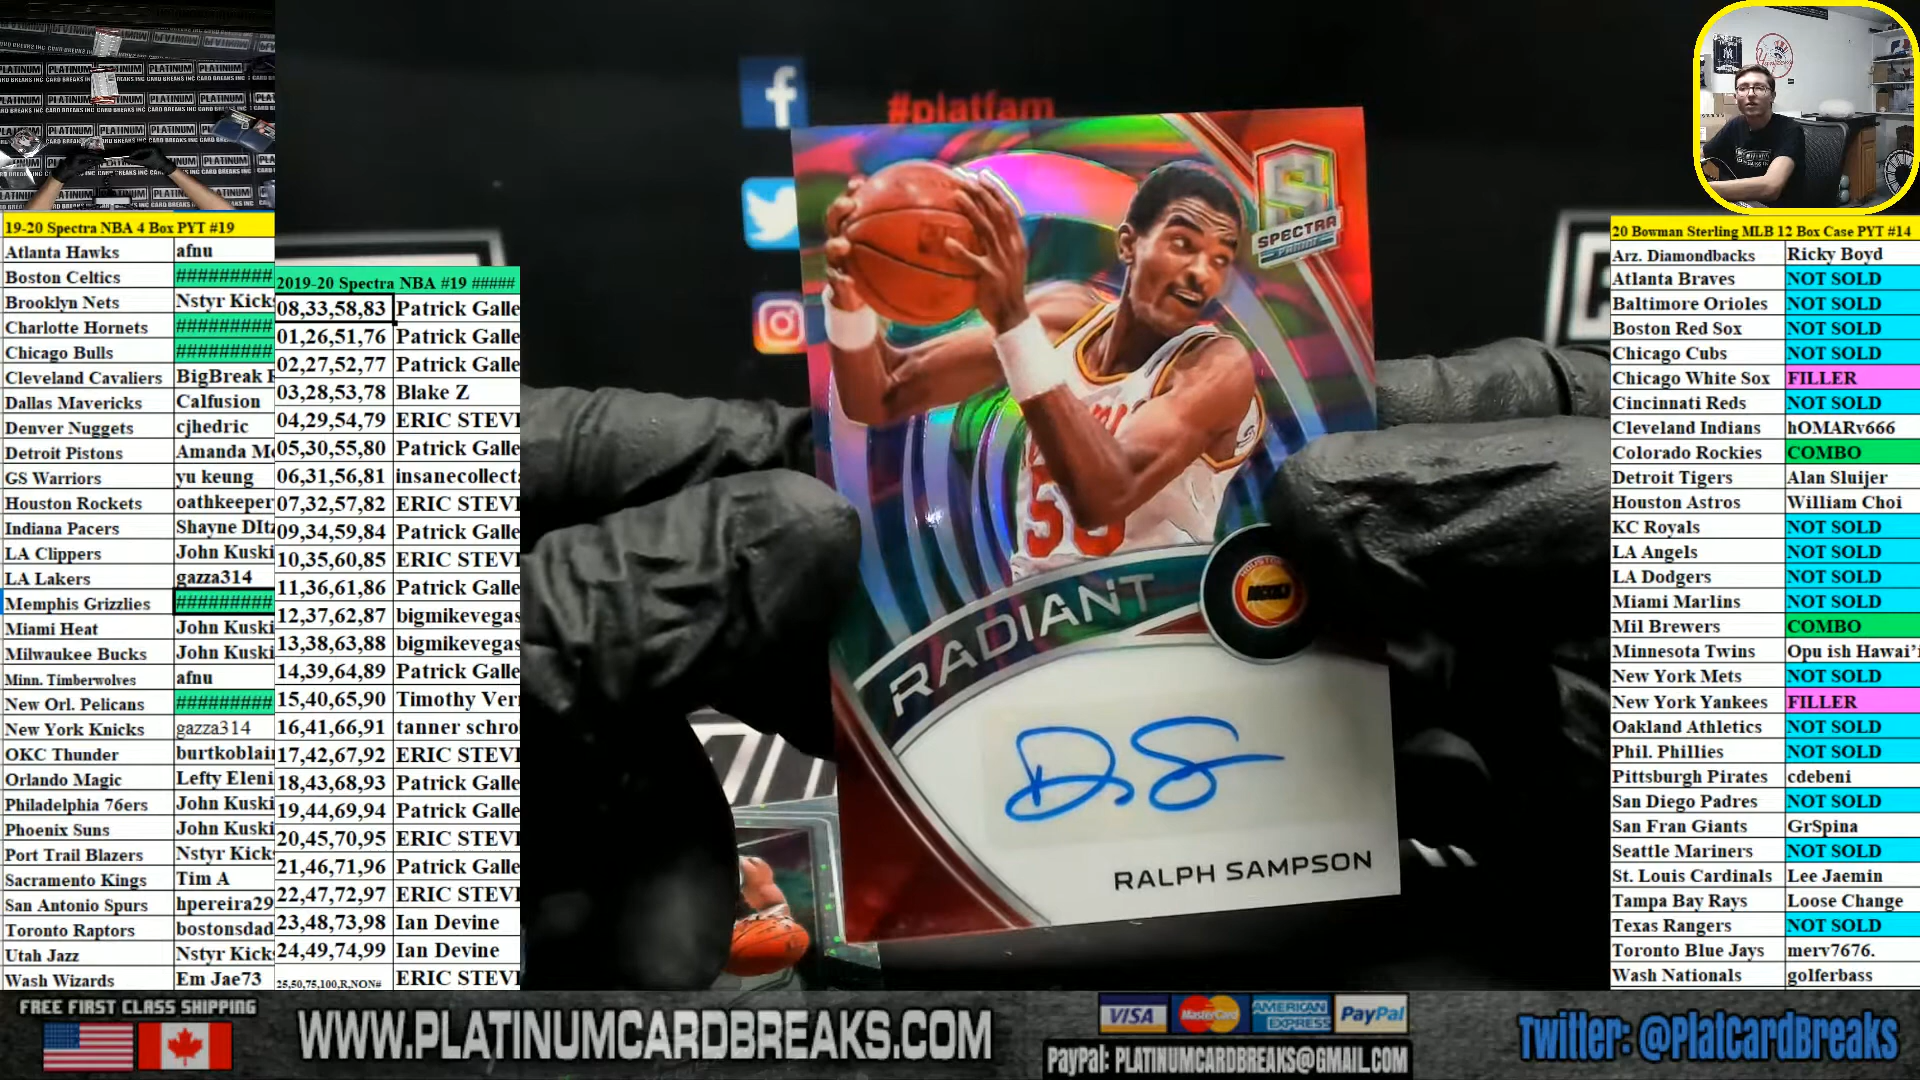 19-20 Spectra NBA 4 Box PYT #19
Atlanta Hawks afnu
Boston Celtics #########
Brooklyn Nets Nstyr Kicks
Charlotte Hornets #########
Chicago Bulls #########
Cleveland Cavaliers BigBreak
Dallas Mavericks Calfusion
Denver Nuggets cjhedric
Detroit Pistons Amanda
GS Warriors yu keung
Houston Rockets oathkeeper
Indiana Pacers Shayne
LA Clippers John Kuski
LA Lakers gazza314
Memphis Grizzlies #########
Miami Heat John Kuski
Milwaukee Bucks John Kuski
Minn. Timberwolves afnu
New Orl. Pelicans #########
New York Knicks gazza314
OKC Thunder burtkoblai
Orlando Magic Lefty Eleni
Philadelphia 76ers John Kuski
Phoenix Suns John Kuski
Port Trail Blazers Nstyr Kicks
Sacramento Kings Tim A
San Antonio Spurs hpereira29
Toronto Raptors bostonsdad
Utah Jazz Nstyr Kicks
Wash Wizards Em Jae73
2019-20 Spectra NBA #19 #####
08,33,58,83 Patrick Galle
01,26,51,76 Patrick Galle
02,27,52,77 Patrick Galle
03,28,53,78 Blake Z
04,29,54,79 ERIC STEVE
05,30,55,80 Patrick Galle
06,31,56,81 insanecollect
07,32,57,82 ERIC STEVE
09,34,59,84 Patrick Galle
10,35,60,85 ERIC STEVE
11,36,61,86 Patrick Galle
12,37,62,87 bigmikevegas
13,38,63,88 bigmikevegas
14,39,64,89 Patrick Galle
15,40,65,90 Timothy Ver
16,41,66,91 tanner schro
17,42,67,92 ERIC STEVE
18,43,68,93 Patrick Galle
19,44,69,94 Patrick Galle
20,45,70,95 ERIC STEVE
21,46,71,96 Patrick Galle
22,47,72,97 ERIC STEVE
23,48,73,98 Ian Devine
24,49,74,99 Ian Devine
25,50,75,100,R,NON# ERIC STEVE
#platfam
SPECTRA
PANINI
50
RADIANT
HOUSTON
RALPH SAMPSON
20 Bowman Sterling MLB 12 Box Case PYT #14
Arz. Diamondbacks Ricky Boyd
Atlanta Braves NOT SOLD
Baltimore Orioles NOT SOLD
Boston Red Sox NOT SOLD
Chicago Cubs NOT SOLD
Chicago White Sox FILLER
Cincinnati Reds NOT SOLD
Cleveland Indians hOMARv666
Colorado Rockies COMBO
Detroit Tigers Alan Sluijer
Houston Astros William Choi
KC Royals NOT SOLD
LA Angels NOT SOLD
LA Dodgers NOT SOLD
Miami Marlins NOT SOLD
Mil Brewers COMBO
Minnesota Twins Opu ish Hawai'i
New York Mets NOT SOLD
New York Yankees FILLER
Oakland Athletics NOT SOLD
Phil. Phillies NOT SOLD
Pittsburgh Pirates cdebeni
San Diego Padres NOT SOLD
San Fran Giants GrSpina
Seattle Mariners NOT SOLD
St. Louis Cardinals Lee Jaemin
Tampa Bay Rays Loose Change
Texas Rangers NOT SOLD
Toronto Blue Jays merv7676.
Wash Nationals golferbass
FREE FIRST CLASS SHIPPING
WWW.PLATINUMCARDBREAKS.COM
VISA MasterCard AMERICAN EXPRESS PayPal
PayPal: PLATINUMCARDBREAKS@GMAIL.COM
Twitter: @PlatCardBreaks